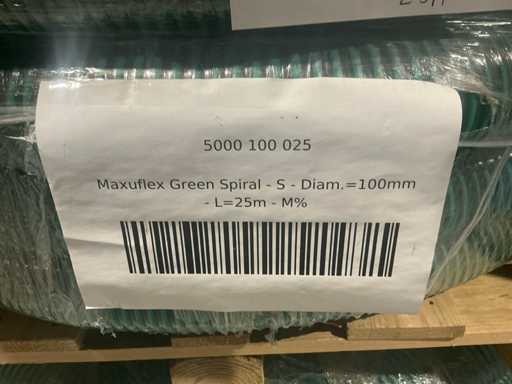 5000 100 025
Maxuflex Green Spiral - S - Diam.=100mm
- L=25m - M%